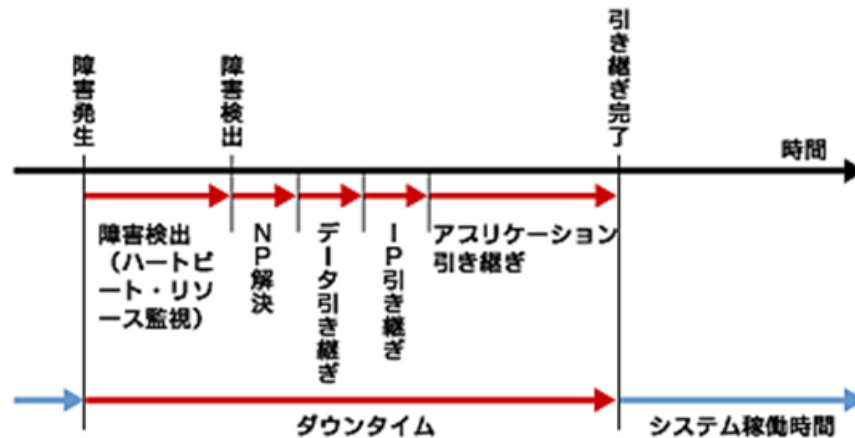 障害発生
障害検出
引き継ぎ完了
時間
障害検出
（ハートビ
ート・リソ
ース監視）
NP解決
データ引き継ぎ
IP引き継ぎ
アプリケーション
引き継ぎ
ダウンタイム
システム稼働時間